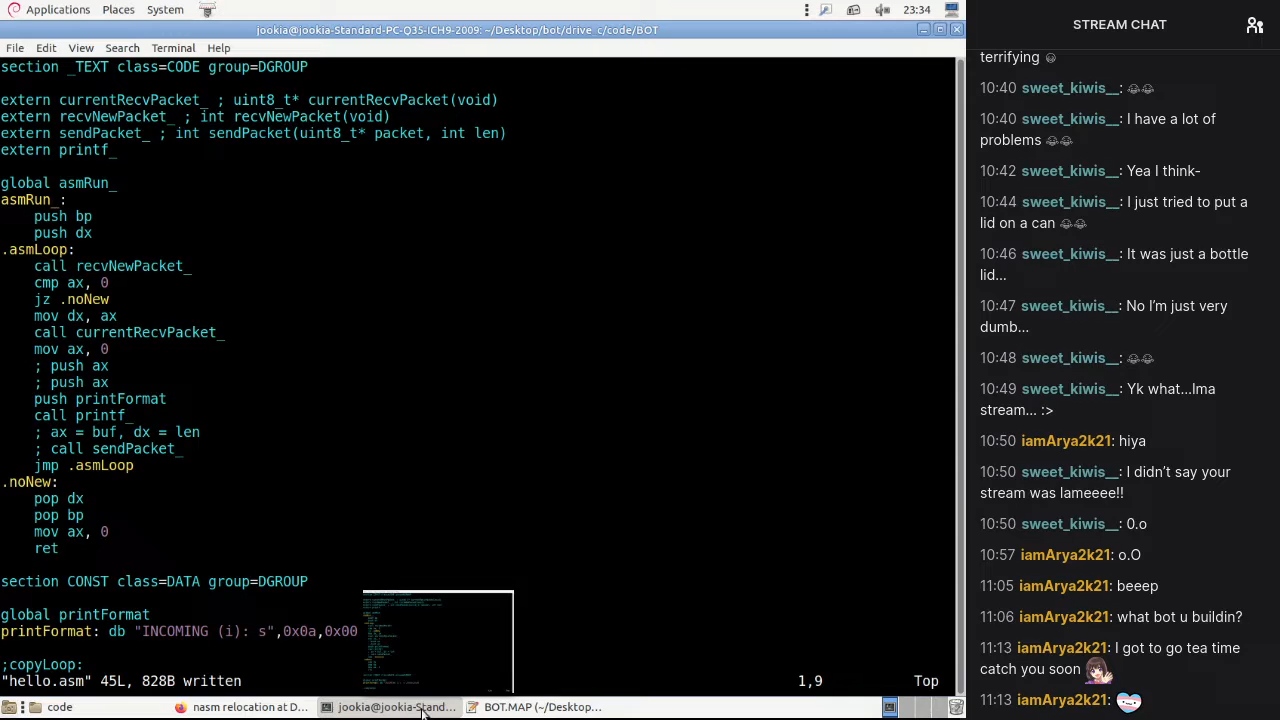 Applications Places System 23:34
jookia@jookia-Standard-PC-Q35-ICH9-2009: ~/Desktop/bot/drive_c/code/BOT
File Edit View Search Terminal Help
section _TEXT class=CODE group=DGROUP
extern currentRecvPacket_ ; uint8_t* currentRecvPacket(void)
extern recvNewPacket_ ; int recvNewPacket(void)
extern sendPacket_ ; int sendPacket(uint8_t* packet, int len)
extern printf_
global asmRun_
asmRun_:
push bp
push dx
.asmLoop:
call recvNewPacket_
cmp ax, 0
jz .noNew
mov dx, ax
call currentRecvPacket_
mov ax, 0
; push ax
; push ax
push printFormat
call printf_
; ax = buf, dx = len
; call sendPacket_
jmp .asmLoop
.noNew:
pop dx
pop bp
mov ax, 0
ret
section CONST class=DATA group=DGROUP
global printFormat
printFormat: db "INCOMING (i): s",0x0a,0x00
;copyLoop:
"hello.asm" 45L, 828B written 1,9 Top
code nasm relocation at D... jookia@jookia-Stand... BOT.MAP (~/Desktop...
STREAM CHAT
terrifying 😃
10:40 sweet_kiwis__: 😂😂
10:40 sweet_kiwis__: I have a lot of
problems 😂😂
10:42 sweet_kiwis__: Yea I think-
10:44 sweet_kiwis__: I just tried to put a
lid on a can 😂😂
10:46 sweet_kiwis__: It was just a bottle
lid...
10:47 sweet_kiwis__: No I’m just very
dumb...
10:48 sweet_kiwis__: 😂😂
10:49 sweet_kiwis__: Yk what...Ima
stream... :>
10:50 iamArya2k21: hiya
10:50 sweet_kiwis__: I didn’t say your
stream was lameeee!!
10:50 sweet_kiwis__: 0.o
10:57 iamArya2k21: o.O
11:05 iamArya2k21: beeep
11:06 iamArya2k21: what bot u buildin?
11:13 iamArya2k21: I got to go tea time
catch you soon
11:13 iamArya2k21: